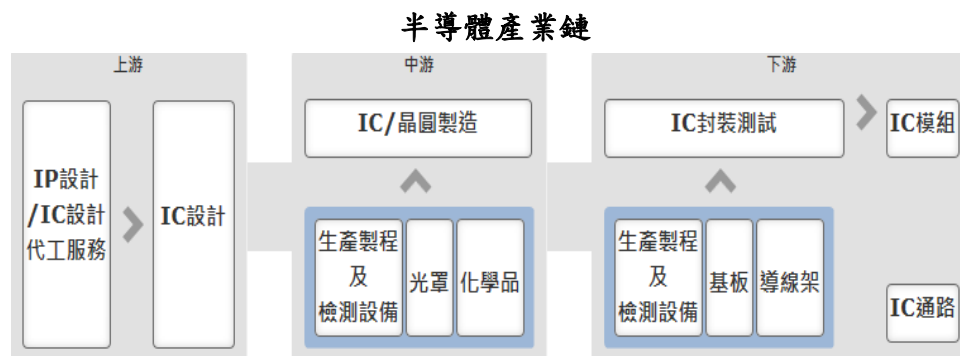 半導體產業鏈
上游
中游
下游
IP設計
/IC設計
代工服務
IC設計
IC/晶圓製造
生產製程
及
檢測設備
光罩
化學品
IC封裝測試
生產製程
及
檢測設備
基板
導線架
IC模組
IC通路